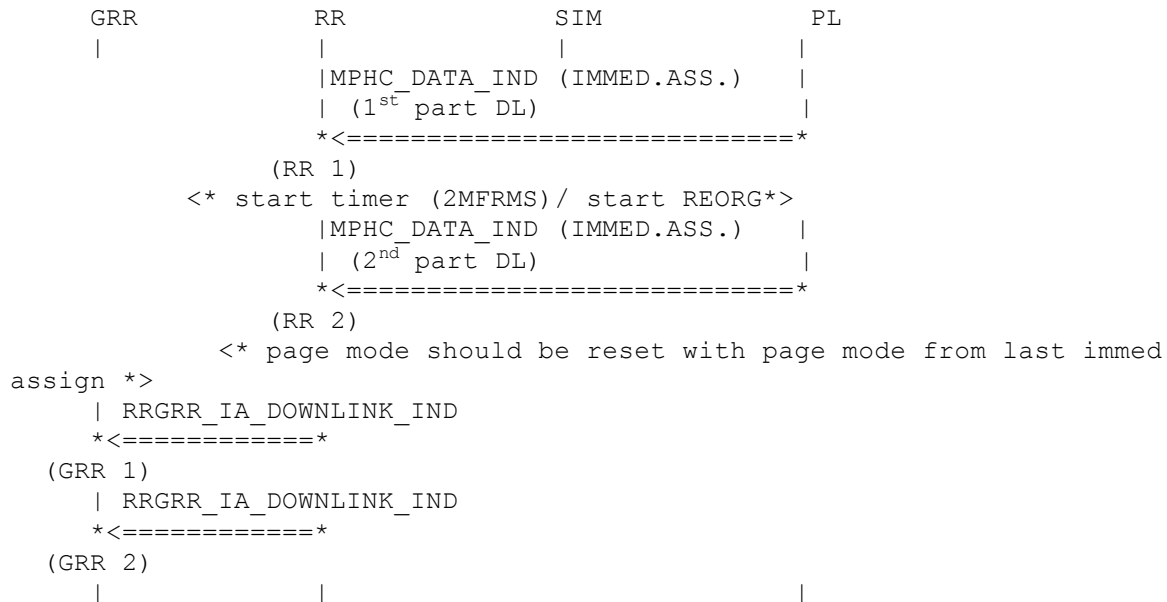 GRR RR SIM PL
| | | |
|MPHC_DATA_IND (IMMED.ASS.) |
| (1st part DL) |
*<============================*
(RR 1)
<* start timer (2MFRMS)/ start REORG*>
|MPHC_DATA_IND (IMMED.ASS.) |
| (2nd part DL) |
*<============================*
(RR 2)
<* page mode should be reset with page mode from last immed
assign *>
| RRGRR_IA_DOWNLINK_IND
*<============*
(GRR 1)
| RRGRR_IA_DOWNLINK_IND
*<============*
(GRR 2)
| | |